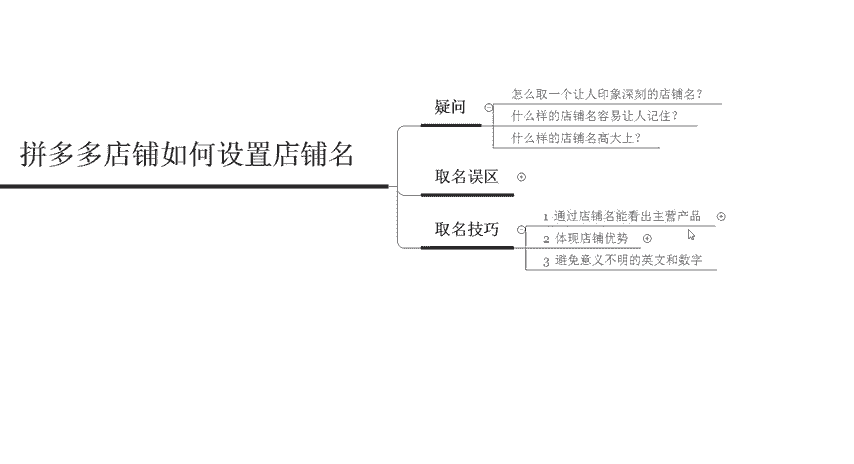 拼多多店铺如何设置店铺名
疑问
怎么取一个让人印象深刻的店铺名？
什么样的店铺名容易让人记住？
什么样的店铺名高大上？
取名误区
取名技巧
1 通过店铺名能看出主营产品
2 体现店铺优势
3 避免意义不明的英文和数字